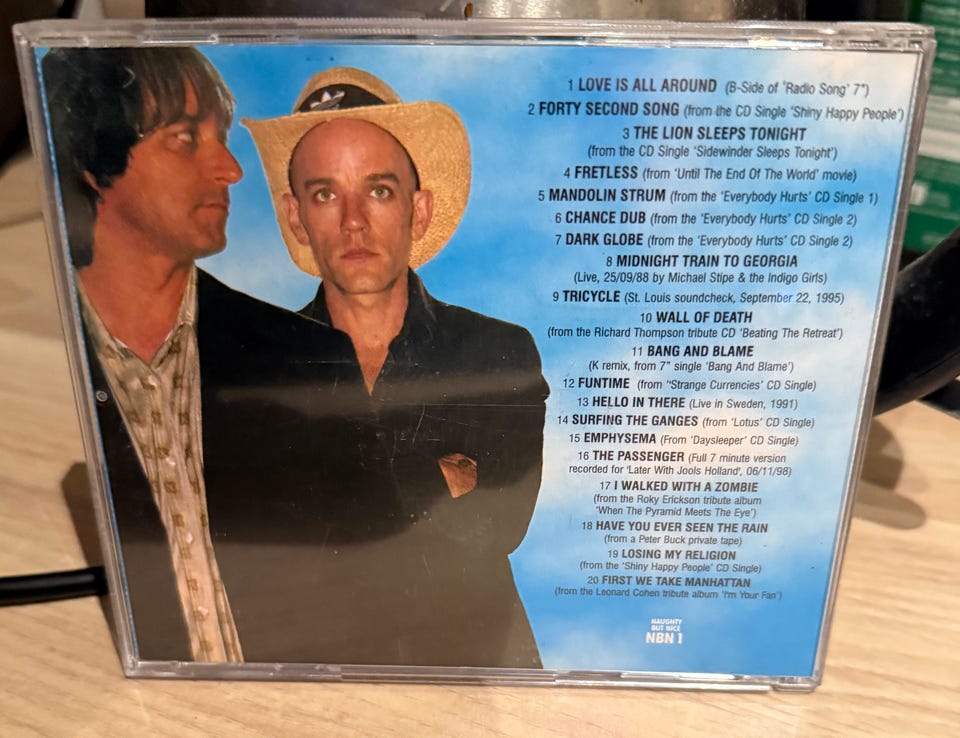 1 LOVE IS ALL AROUND (B-Side of 'Radio Song' 7")
2 FORTY SECOND SONG (from the CD Single 'Shiny Happy People')
3 THE LION SLEEPS TONIGHT
(from the CD Single 'Sidewinder Sleeps Tonight')
4 FRETLESS (from 'Until The End Of The World' movie)
5 MANDOLIN STRUM (from the 'Everybody Hurts' CD Single 1)
6 CHANCE DUB (from the 'Everybody Hurts' CD Single 2)
7 DARK GLOBE (from the 'Everybody Hurts' CD Single 2)
8 MIDNIGHT TRAIN TO GEORGIA
(Live, 25/09/88 by Michael Stipe & the Indigo Girls)
9 TRICYCLE (St. Louis soundcheck, September 22, 1995)
10 WALL OF DEATH
(from the Richard Thompson tribute CD 'Beating The Retreat')
11 BANG AND BLAME
(K remix, from 7" single 'Bang And Blame')
12 FUNTIME (from "Strange Currencies' CD Single)
13 HELLO IN THERE (Live in Sweden, 1991)
14 SURFING THE GANGES (from 'Lotus' CD Single)
15 EMPHYSEMA (From 'Daysleeper' CD Single)
16 THE PASSENGER (Full 7 minute version
recorded for 'Later With Jools Holland', 06/11/98)
17 I WALKED WITH A ZOMBIE
(from the Roky Erickson tribute album
'When The Pyramid Meets The Eye')
18 HAVE YOU EVER SEEN THE RAIN
(from a Peter Buck private tape)
19 LOSING MY RELIGION
(from the 'Shiny Happy People' CD Single)
20 FIRST WE TAKE MANHATTAN
(from the Leonard Cohen tribute album 'I'm Your Fan')
NAUGHTY
BUT NICE
NBN 1